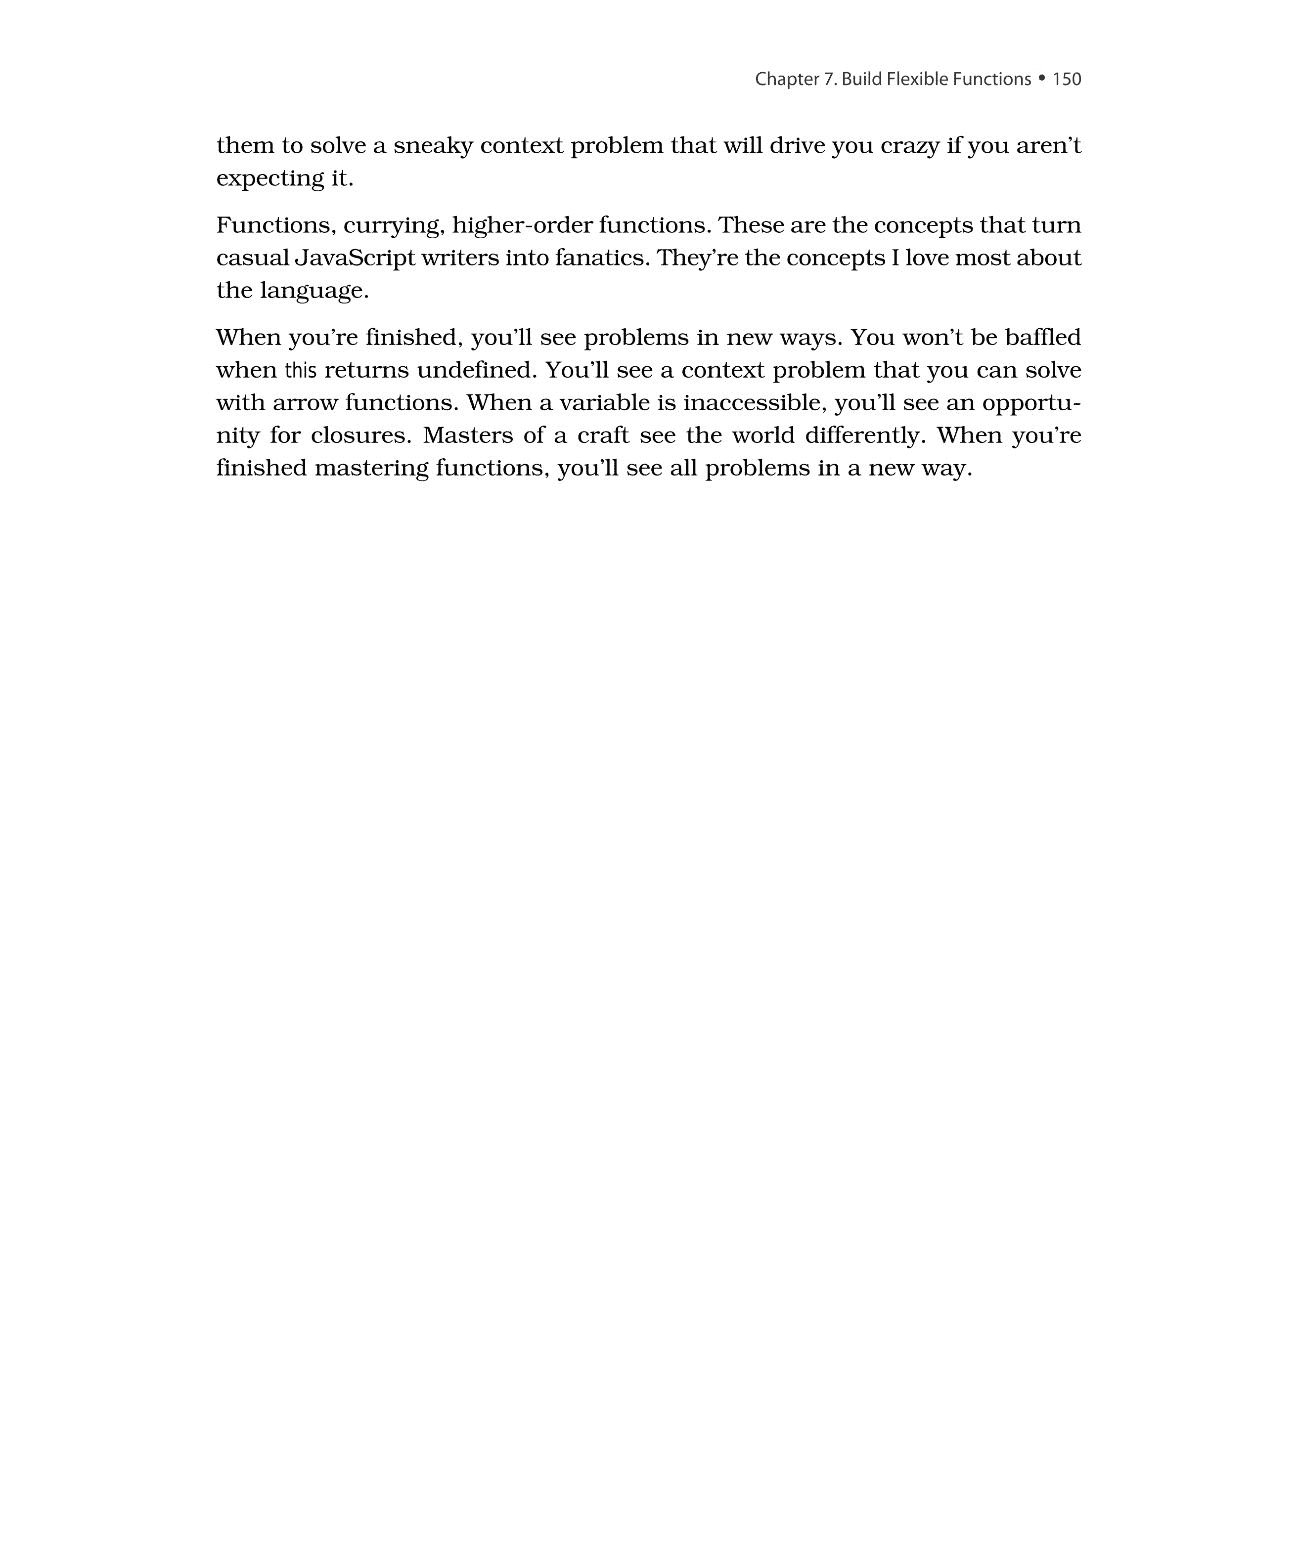 Chapter 7. Build Flexible Functions • 150
them to solve a sneaky context problem that will drive you crazy if you aren’t
expecting it.
Functions, currying, higher-order functions. These are the concepts that turn
casual JavaScript writers into fanatics. They’re the concepts I love most about
the language.
When you’re finished, you’ll see problems in new ways. You won’t be baffled
when this returns undefined. You’ll see a context problem that you can solve
with arrow functions. When a variable is inaccessible, you’ll see an opportu-
nity for closures. Masters of a craft see the world differently. When you’re
finished mastering functions, you’ll see all problems in a new way.